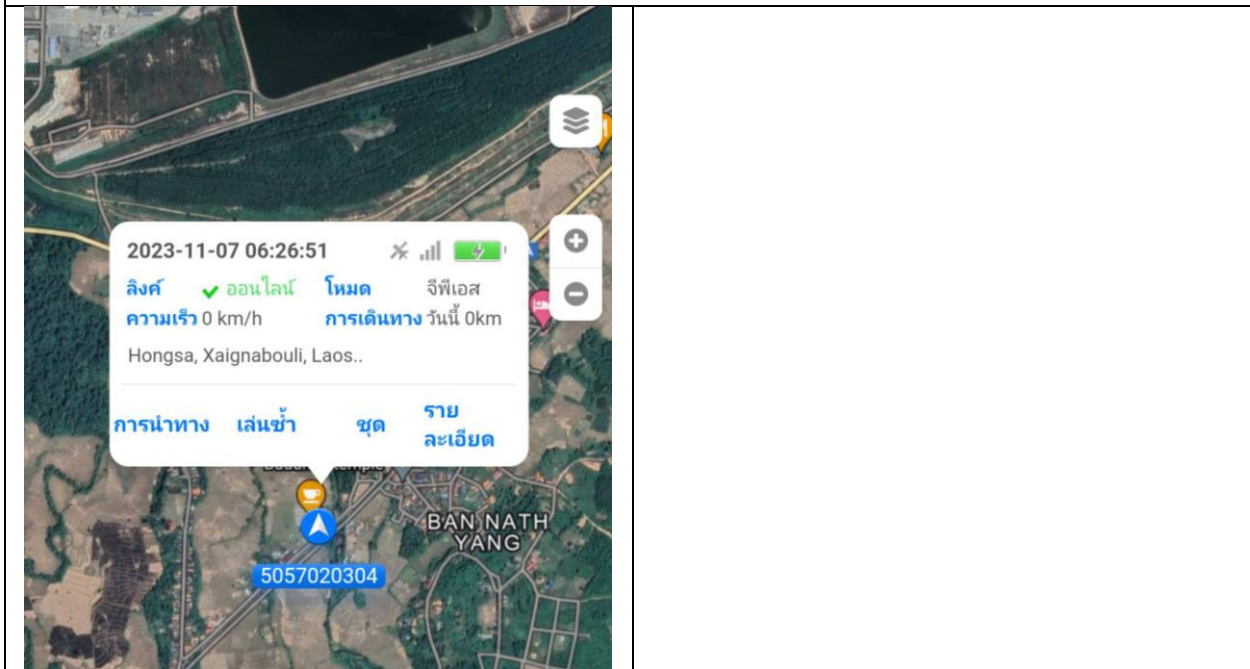 2023-11-07 06:26:51
ลิงค์ ออนไลน์ โหมด จีพีเอส
ความเร็ว 0 km/h การเดินทาง วันนี้ 0km
Hongsa, Xaignabouli, Laos..
การนำทาง เล่นซ้ำ ชุด ราย
ละเอียด
BAN NATH
YANG
5057020304